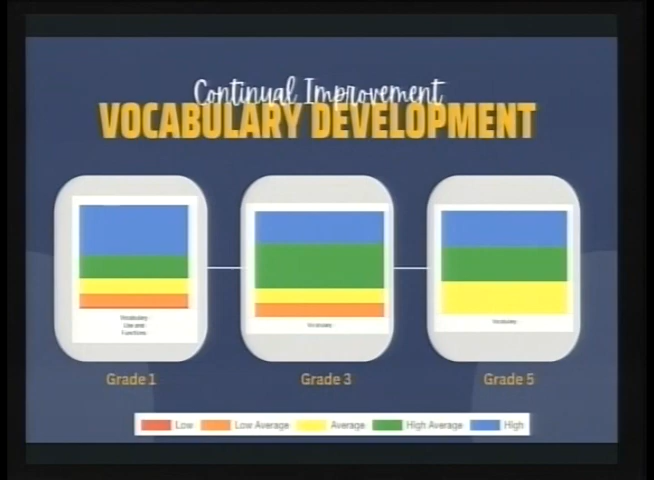 Continual Improvement
VOCABULARY DEVELOPMENT
Vocabulary
Use and
Functions
Vocabulary
Vocabulary
Grade 1
Grade 3
Grade 5
Low
Low Average
Average
High Average
High